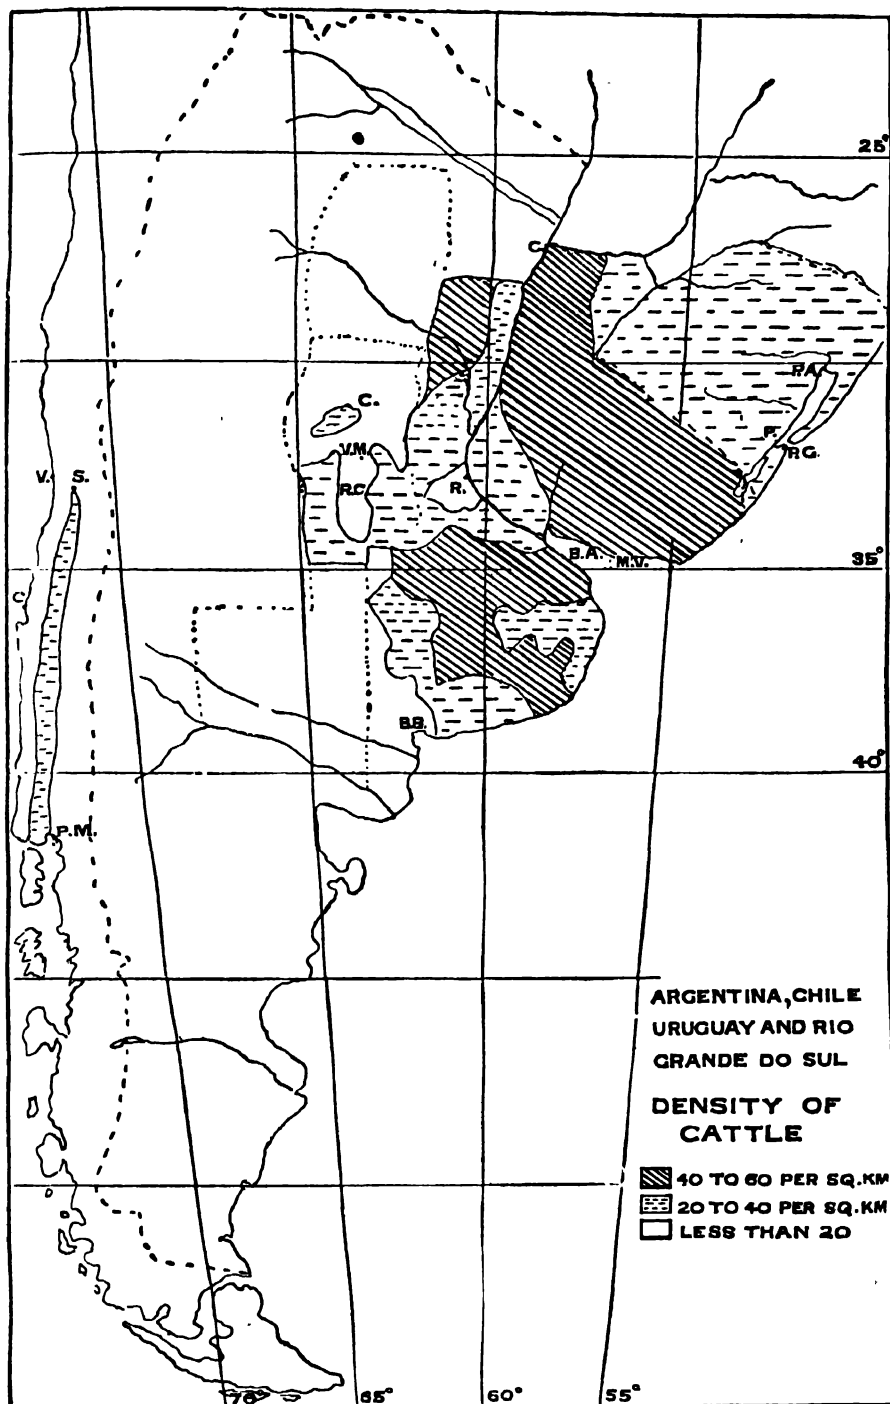 25°
C.
P.A.
C.
P.
R.G.
V.M.
V. S.
R.C.
R.
B.A.
M.V.
35°
C.
B.B.
40°
P.M.
ARGENTINA, CHILE
URUGUAY AND RIO
GRANDE DO SUL
DENSITY OF
CATTLE
40 TO 60 PER SQ.KM
20 TO 40 PER SQ.KM
LESS THAN 20
70° 65° 60° 55°